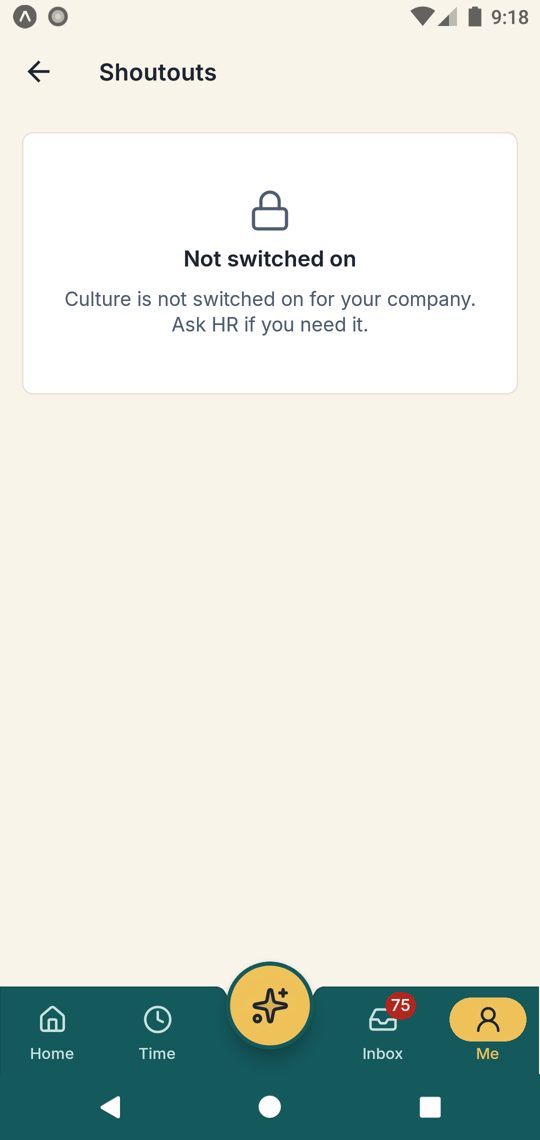 9:18
Shoutouts
Not switched on
Culture is not switched on for your company.
Ask HR if you need it.
75
Home
Time
Inbox
Me